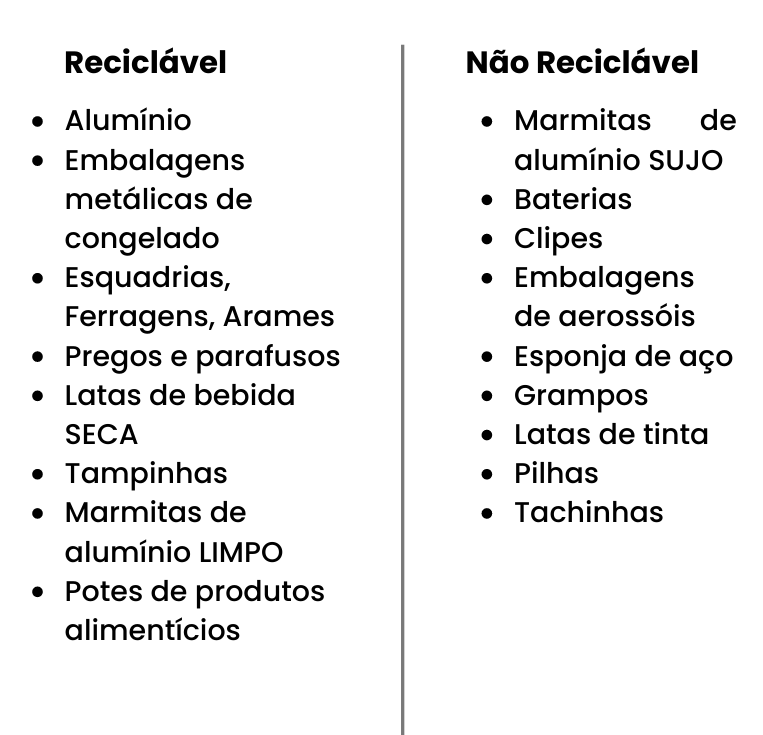 Reciclável
• Alumínio
• Embalagens
metálicas de
congelado
• Esquadrias,
Ferragens, Arames
• Pregos e parafusos
• Latas de bebida
SECA
• Tampinhas
• Marmitas de
alumínio LIMPO
• Potes de produtos
alimentícios
Não Reciclável
• Marmitas de
alumínio SUJO
• Baterias
• Clipes
• Embalagens
de aerossóis
• Esponja de aço
• Grampos
• Latas de tinta
• Pilhas
• Tachinhas